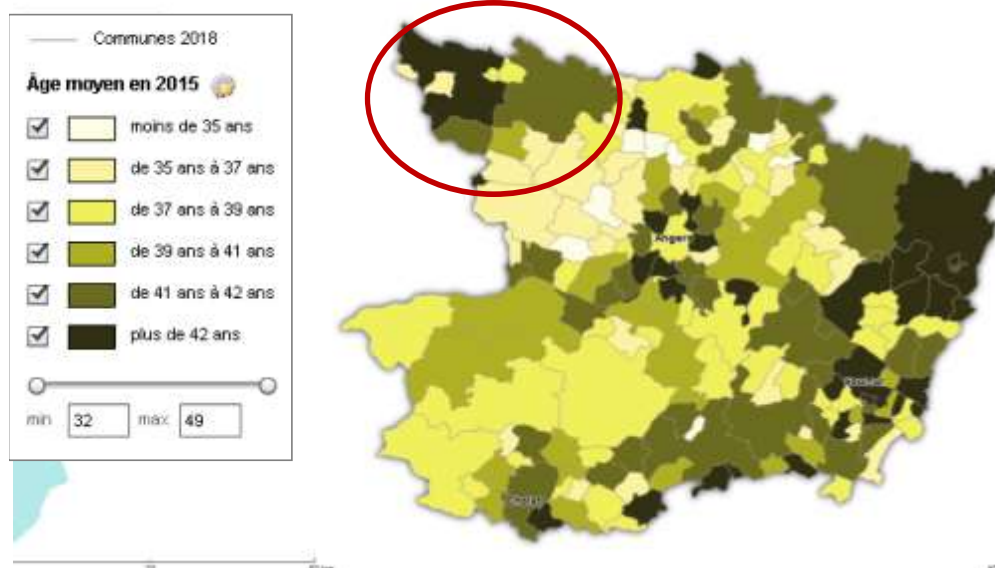 Communes 2018
Âge moyen en 2015
moins de 35 ans
de 35 ans à 37 ans
de 37 ans à 39 ans
de 39 ans à 41 ans
de 41 ans à 42 ans
plus de 42 ans
min 32 max 49
Angers